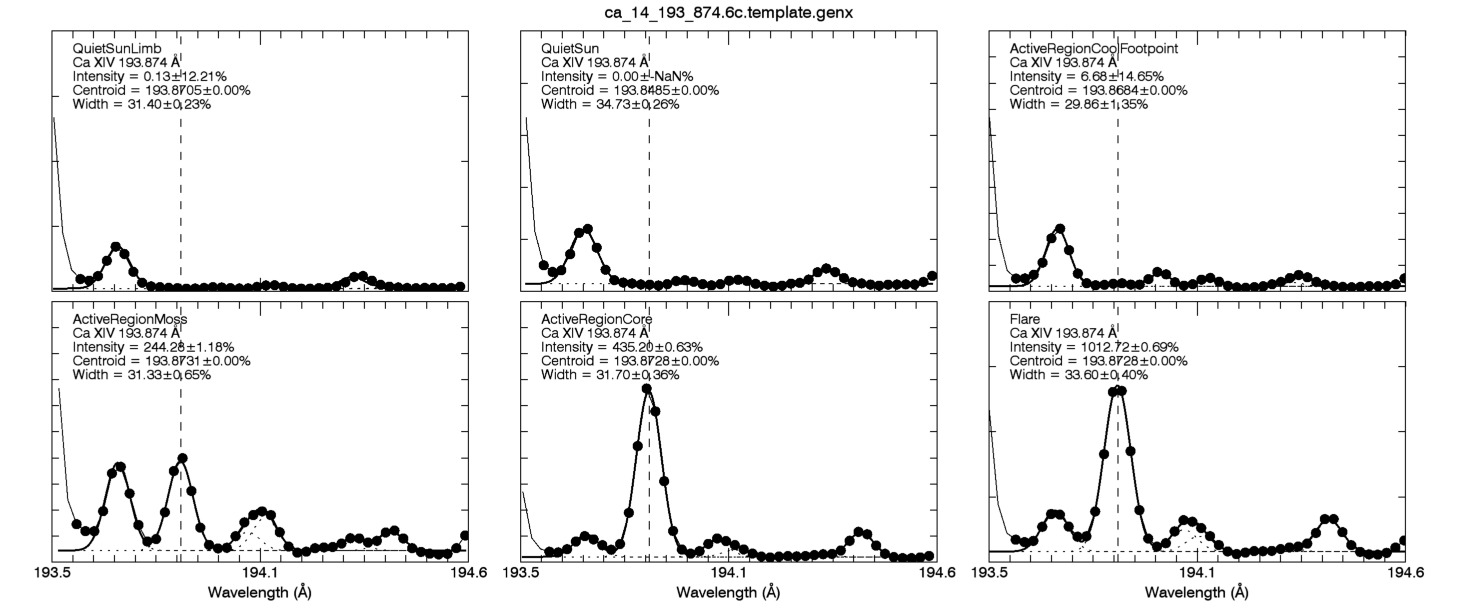 ca_14_193_874.6c.template.genx
QuietSunLimb
Ca XIV 193.874 Å
Intensity = 0.13±12.21%
Centroid = 193.8705±0.00%
Width = 31.40±0.23%
QuietSun
Ca XIV 193.874 Å
Intensity = 0.00±-NaN%
Centroid = 193.8485±0.00%
Width = 34.73±0.26%
ActiveRegionCoolFootpoint
Ca XIV 193.874 Å
Intensity = 6.68±14.65%
Centroid = 193.8684±0.00%
Width = 29.86±1.35%
ActiveRegionMoss
Ca XIV 193.874 Å
Intensity = 244.28±1.18%
Centroid = 193.8731±0.00%
Width = 31.33±0.65%
ActiveRegionCore
Ca XIV 193.874 Å
Intensity = 435.20±0.63%
Centroid = 193.8728±0.00%
Width = 31.70±0.36%
Flare
Ca XIV 193.874 Å
Intensity = 1012.72±0.69%
Centroid = 193.8728±0.00%
Width = 33.60±0.40%
193.5 194.1 194.6
193.5 194.1 194.6
193.5 194.1 194.6
Wavelength (Å)
Wavelength (Å)
Wavelength (Å)